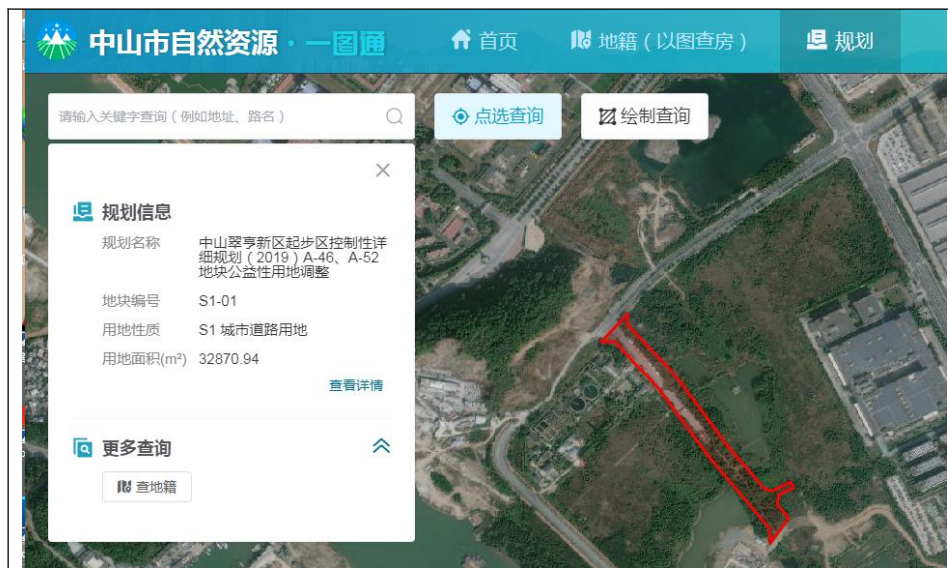 中山市自然资源·一图通
首页
地籍（以图查房）
规划
请输入关键字查询（例如地址、路名）
点选查询
绘制查询
规划信息
规划名称
中山翠亨新区起步区控制性详
细规划（2019）A-46、A-52
地块公益性用地调整
地块编号
S1-01
用地性质
S1 城市道路用地
用地面积(m²)
32870.94
查看详情
更多查询
查地籍